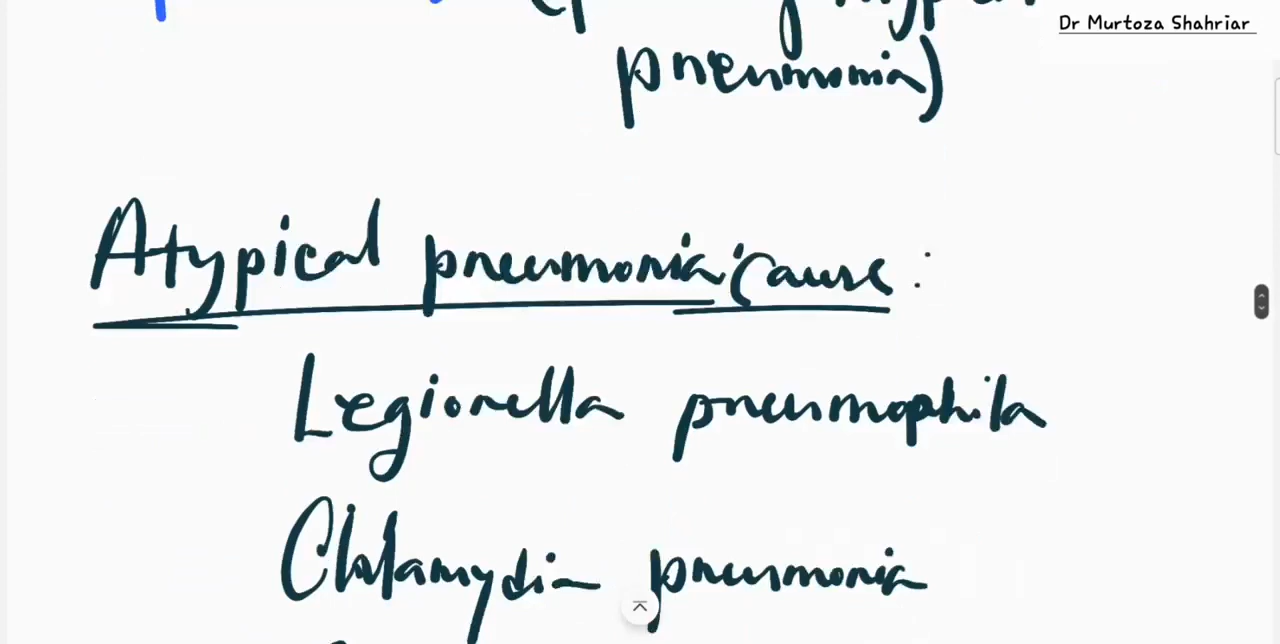 Dr Murtoza Shahriar
pneumonia)
Atypical pneumonia cause :
Legionella pneumophila
Chlamydia pneumonia